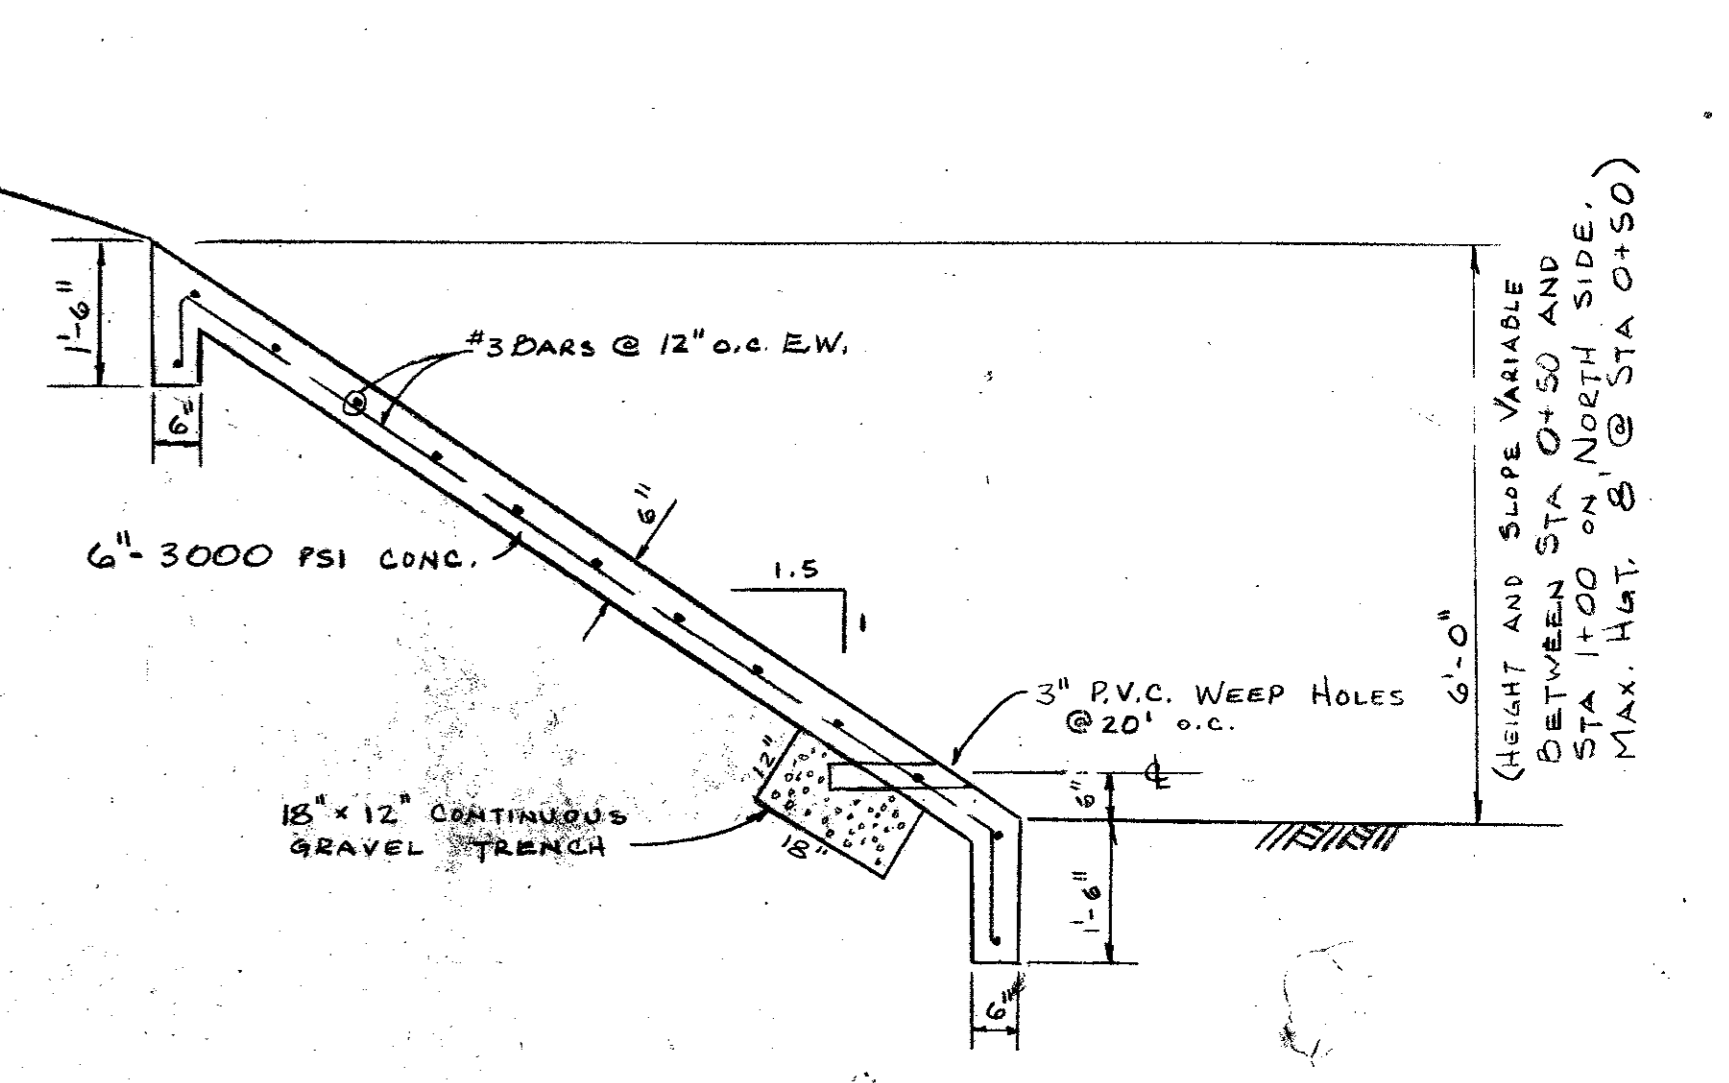 1'-6"
6"
#3 BARS @ 12" O.C. E.W.
6"
6"- 3000 PSI CONC.
1.5
1
3" P.V.C. WEEP HOLES
@ 20' O.C.
12"
18"
18" x 12" CONTINUOUS
GRAVEL TRENCH
6"
℄
1'-6"
6"
6'-0"
(HEIGHT AND SLOPE VARIABLE
BETWEEN STA 0+50 AND
STA 1+00 ON NORTH SIDE.
MAX. HGT. 8' @ STA 0+50)